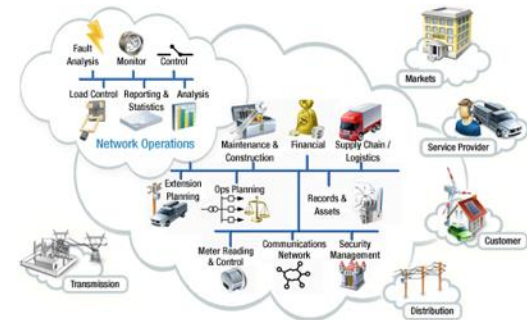 Fault
Analysis
Monitor
Control
Load Control
Reporting &
Statistics
Analysis
Network Operations
Maintenance &
Construction
Financial
Supply Chain /
Logistics
Extension
Planning
Ops Planning
Records &
Assets
Meter Reading
& Control
Communications
Network
Security
Management
Markets
Service Provider
Customer
Transmission
Distribution